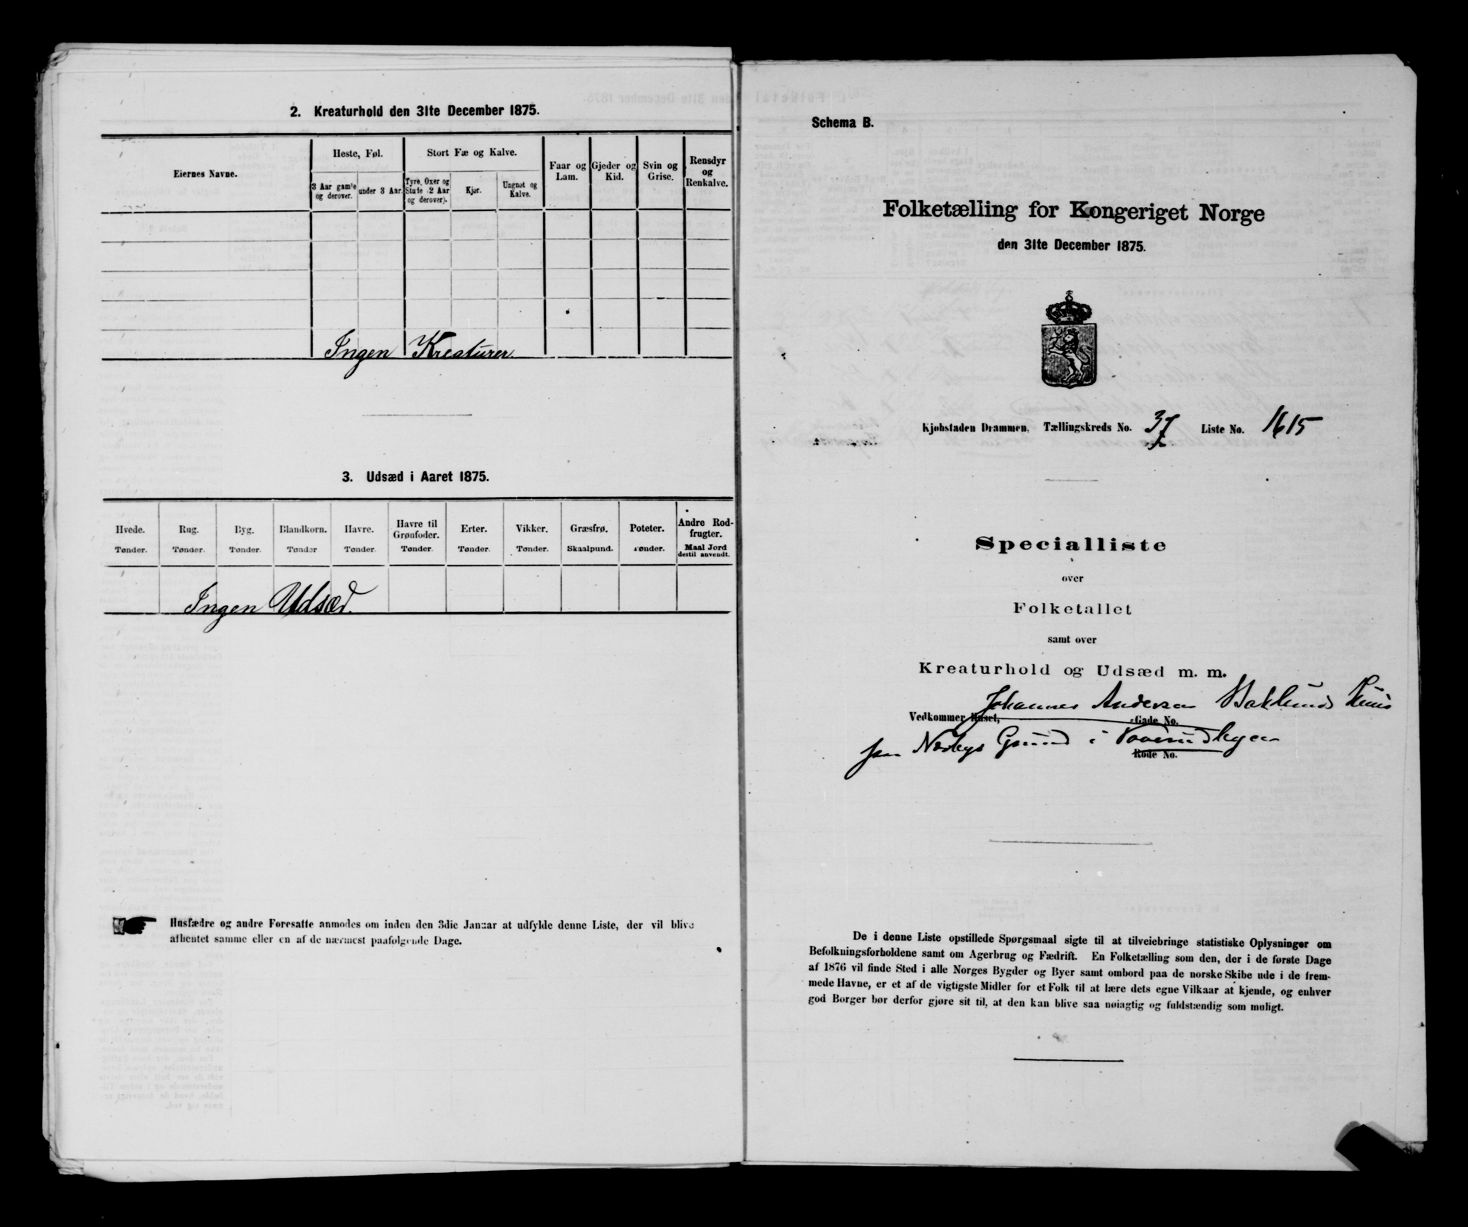 2. Kreaturhold den 31te December 1875.
Eiernes Navne.
Heste, Føl.
Stort Fæ og Kalve.
Faar og Lam.
Gjeder og Kid.
Svin og Grise.
Rensdyr og Renkalve.
3 Aar gamle og derover.
under 3 Aar.
Tyre, Oxer og Stude (2 Aar og derover).
Kjør.
Ungnøt og Kalve.
Ingen Kreaturer
3. Udsæd i Aaret 1875.
Hvede. Rug. Byg. Blandkorn. Havre. Havre til Grønfoder. Erter. Vikker. Græsfrø. Poteter. Andre Rodfrugter.
Tønder. Tønder. Tønder. Tønder Tønder. Tønder. Tønder. Tønder. Skaalpund. Tønder. Maal Jord dertil anvendt.
Ingen Udsæd.
Husfædre og andre Foresatte anmodes om inden den 3die Januar at udfylde denne Liste, der vil blive
afhentet samme eller en af de nærmest paafølgende Dage.
Schema B.
Folketælling for Kongeriget Norge
den 31te December 1875.
Kjøbstaden Drammen. Tællingskreds No. 37 Liste No. 1615
Specialliste
over
Folketallet
samt over
Kreaturhold og Udsæd m. m.
Johannes Andersen Baklunds Huus
Vedkommer Huset, Gade No.
paa Nørbys Grund i
Rode No.
De i denne Liste opstillede Spørgsmaal sigte til at tilveiebringe statistiske Oplysninger om
Befolkningsforholdene samt om Agerbrug og Fædrift. En Folketælling som den, der i de første Dage
af 1876 vil finde Sted i alle Norges Bygder og Byer samt ombord paa de norske Skibe ude i de frem-
mede Havne, er et af de vigtigste Midler for et Folk til at lære dets egne Vilkaar at kjende, og enhver
god Borger bør derfor gjøre sit til, at den kan blive saa nøiagtig og fuldstændig som muligt.